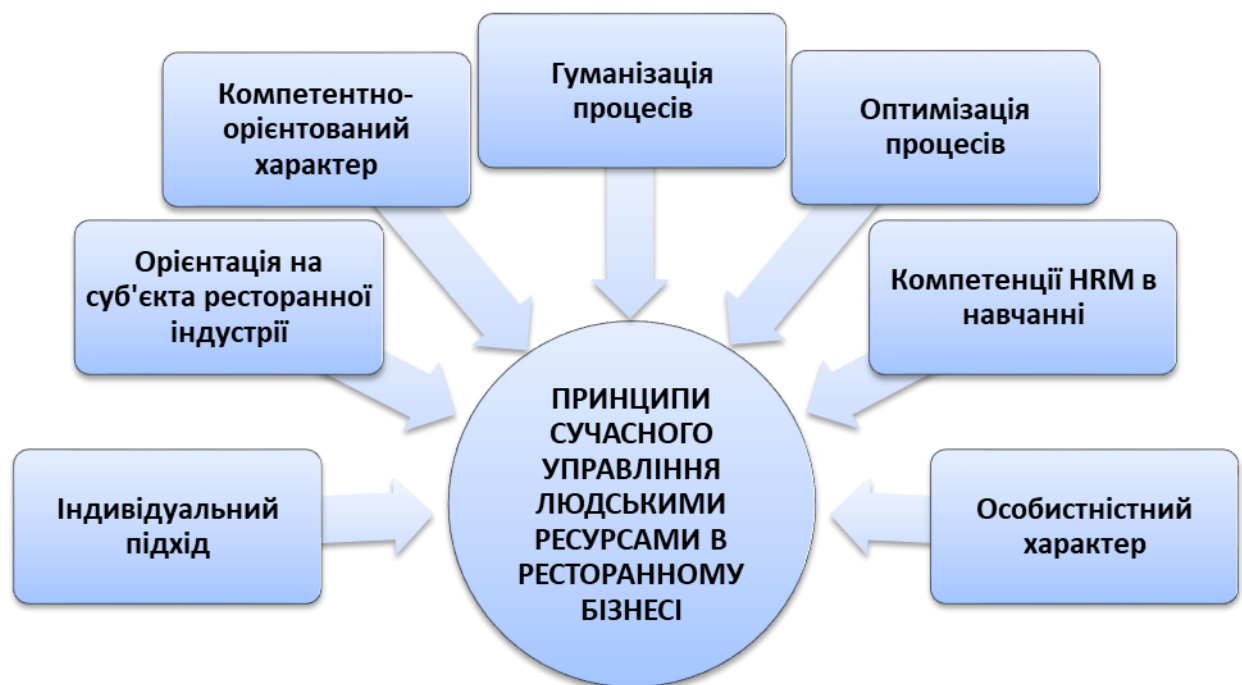 Гуманізація
процесів
Компетентно-
орієнтований
характер
Оптимізація
процесів
Орієнтація на
суб'єкта ресторанної
індустрії
Компетенції HRM в
навчанні
Індивідуальний
підхід
ПРИНЦИПИ
СУЧАСНОГО
УПРАВЛІННЯ
ЛЮДСЬКИМИ
РЕСУРСАМИ В
РЕСТОРАННОМУ
БІЗНЕСІ
Особистністний
характер